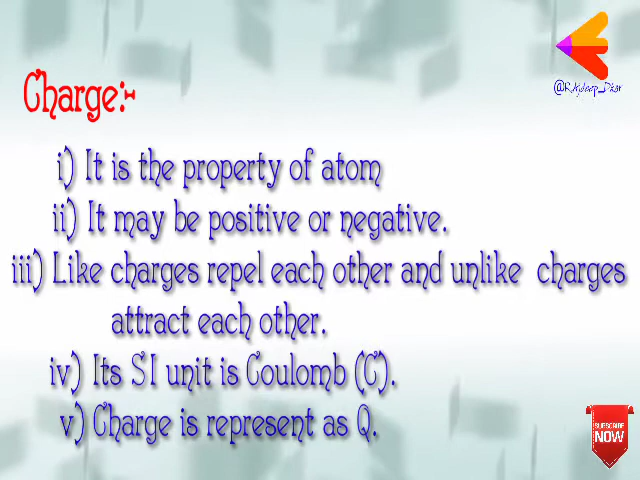 Charge:-
i) It is the property of atom
ii) It may be positive or negative.
iii) Like charges repel each other and unlike charges
attract each other.
iv) Its SI unit is Coulomb (C).
v) Charge is represent as Q.
SUBSCRIBE
NOW